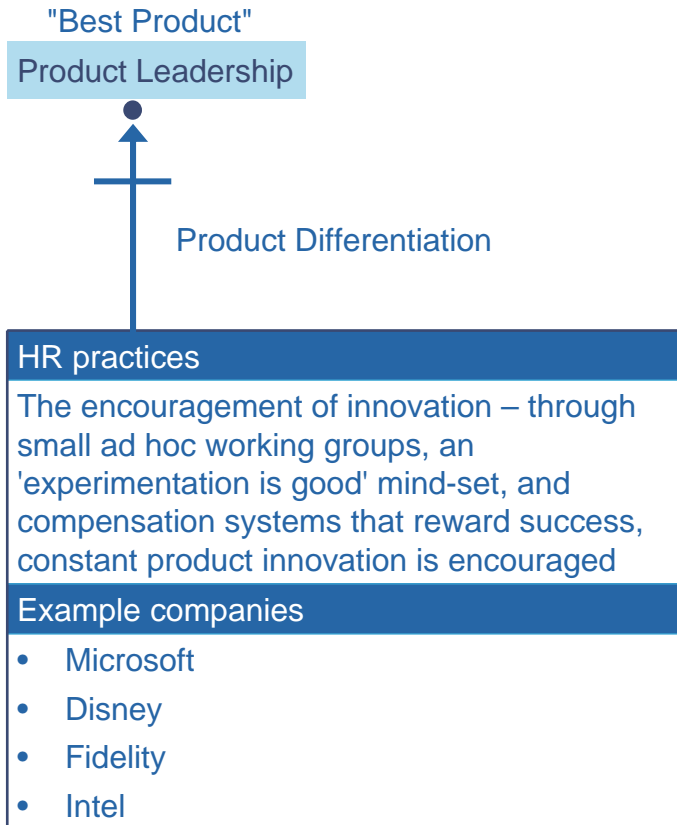 "Best Product"
Product Leadership
Product Differentiation
HR practices
The encouragement of innovation – through
small ad hoc working groups, an
'experimentation is good' mind-set, and
compensation systems that reward success,
constant product innovation is encouraged
Example companies
• Microsoft
• Disney
• Fidelity
• Intel